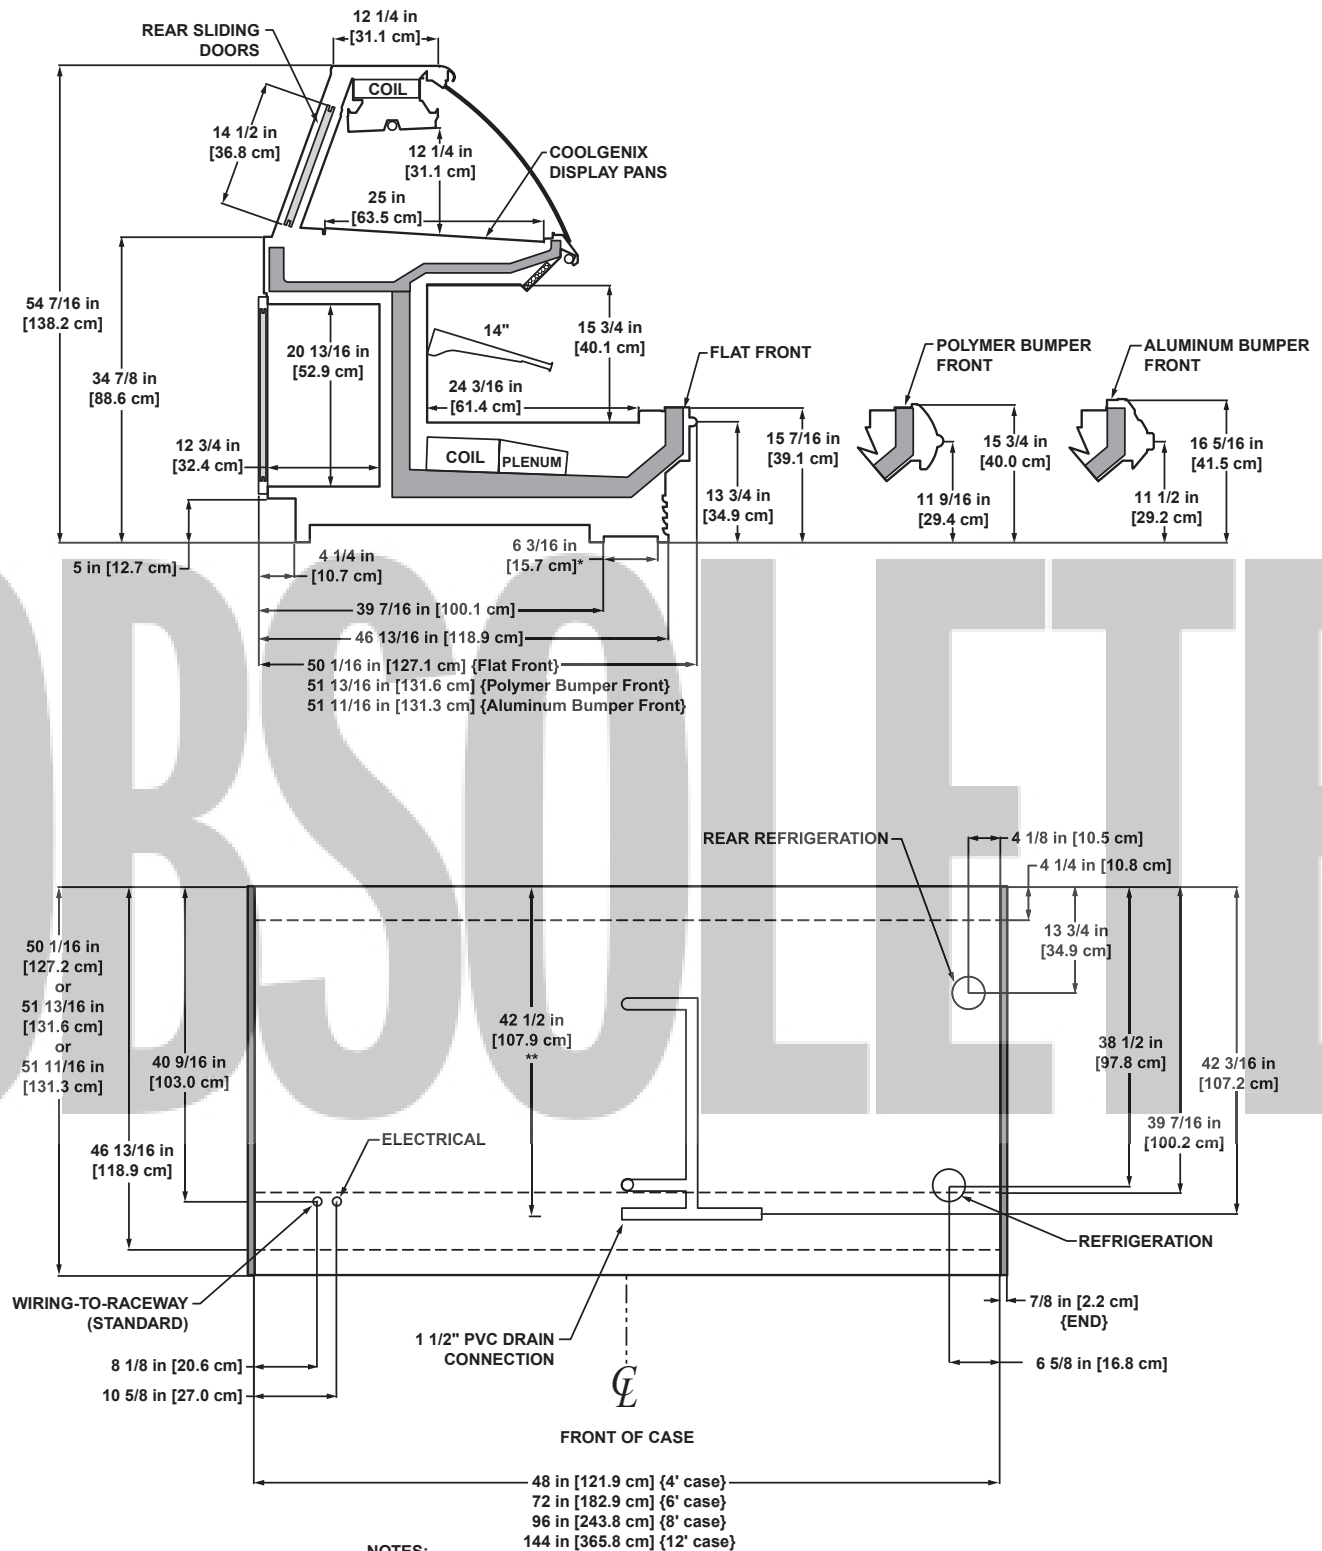 12 1/4 in
[31.1 cm]
REAR SLIDING
DOORS
COIL
14 1/2 in
[36.8 cm]
12 1/4 in
[31.1 cm]
COOLGENIX
DISPLAY PANS
25 in
[63.5 cm]
54 7/16 in
[138.2 cm]
34 7/8 in
[88.6 cm]
20 13/16 in
[52.9 cm]
14"
15 3/4 in
[40.1 cm]
FLAT FRONT
POLYMER BUMPER
FRONT
ALUMINUM BUMPER
FRONT
24 3/16 in
[61.4 cm]
12 3/4 in
[32.4 cm]
COIL
PLENUM
15 7/16 in
[39.1 cm]
13 3/4 in
[34.9 cm]
15 3/4 in
[40.0 cm]
11 9/16 in
[29.4 cm]
16 5/16 in
[41.5 cm]
11 1/2 in
[29.2 cm]
5 in [12.7 cm]
4 1/4 in
[10.7 cm]
6 3/16 in
[15.7 cm]*
39 7/16 in [100.1 cm]
46 13/16 in [118.9 cm]
50 1/16 in [127.1 cm] {Flat Front}
51 13/16 in [131.6 cm] {Polymer Bumper Front}
51 11/16 in [131.3 cm] {Aluminum Bumper Front}
OBSOLETE
REAR REFRIGERATION
4 1/8 in [10.5 cm]
4 1/4 in [10.8 cm]
13 3/4 in
[34.9 cm]
50 1/16 in
[127.2 cm]
or
51 13/16 in
[131.6 cm]
or
51 11/16 in
[131.3 cm]
40 9/16 in
[103.0 cm]
42 1/2 in
[107.9 cm]
**
38 1/2 in
[97.8 cm]
42 3/16 in
[107.2 cm]
39 7/16 in
[100.2 cm]
46 13/16 in
[118.9 cm]
ELECTRICAL
REFRIGERATION
WIRING-TO-RACEWAY
(STANDARD)
7/8 in [2.2 cm]
{END}
1 1/2" PVC DRAIN
CONNECTION
8 1/8 in [20.6 cm]
6 5/8 in [16.8 cm]
10 5/8 in [27.0 cm]
CL
FRONT OF CASE
48 in [121.9 cm] {4' case}
72 in [182.9 cm] {6' case}
96 in [243.8 cm] {8' case}
144 in [365.8 cm] {12' case}
NOTES: